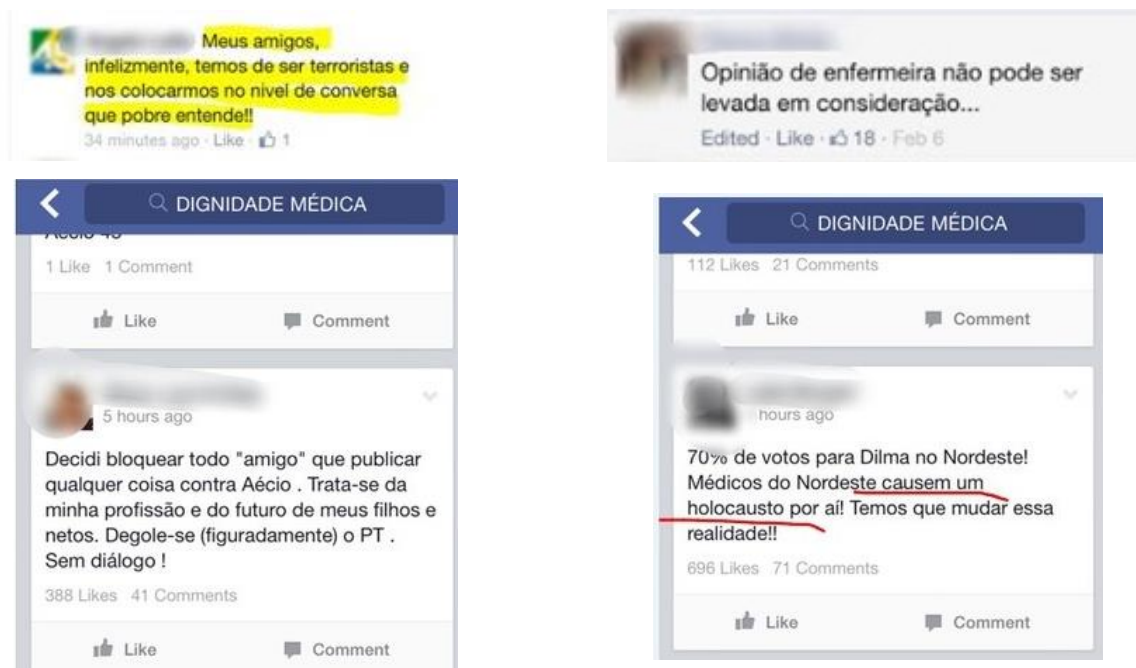 Meus amigos,
infelizmente, temos de ser terroristas e
nos colocarmos no nivel de conversa
que pobre entende!!
34 minutes ago · Like · 1
Opinião de enfermeira não pode ser
levada em consideração...
Edited · Like · 18 · Feb 6
DIGNIDADE MÉDICA
1 Like 1 Comment
Like Comment
5 hours ago
Decidi bloquear todo "amigo" que publicar
qualquer coisa contra Aécio . Trata-se da
minha profissão e do futuro de meus filhos e
netos. Degole-se (figuradamente) o PT .
Sem diálogo !
388 Likes 41 Comments
Like Comment
DIGNIDADE MÉDICA
112 Likes 21 Comments
Like Comment
hours ago
70% de votos para Dilma no Nordeste!
Médicos do Nordeste causem um
holocausto por aí! Temos que mudar essa
realidade!!
696 Likes 71 Comments
Like Comment